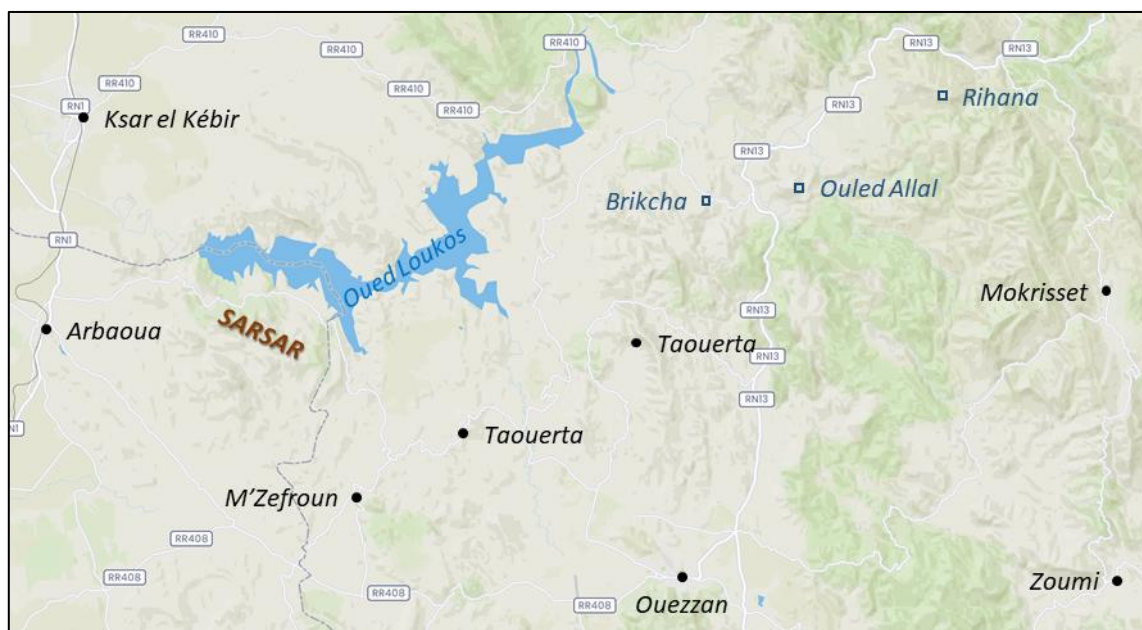 RR410
RR410
RR410
RN13
RN1
Ksar el Kébir
RR410
RR410
RN13
Rihana
RN13
Brikcha
Ouled Allal
RN1
Oued Loukos
Mokrisset
SARSAR
RN13
Arbaoua
Taouerta
RN13
RN13
N1
Taouerta
M'Zefroun
RR408
RR408
Ouezzan
RR408
Zoumi